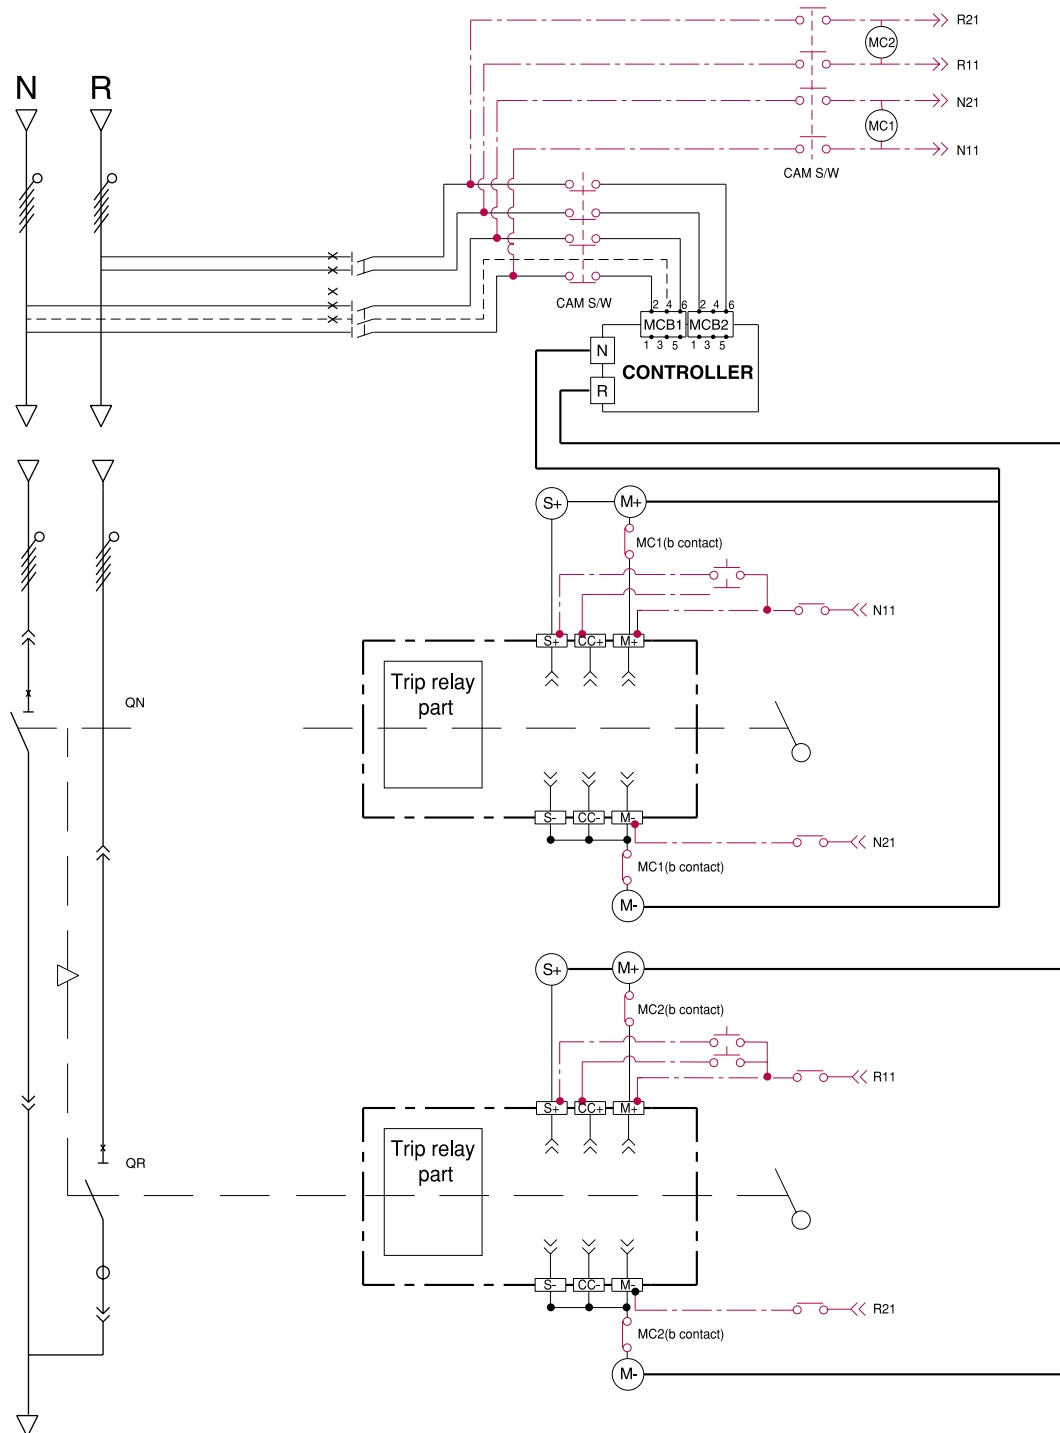 R21
MC2
N R
R11
N21
MC1
N11
CAM S/W
CAM S/W
2 4 6 2 4 6
MCB1 MCB2
1 3 5 1 3 5
N
CONTROLLER
R
S+ M+
MC1(b contact)
N11
S+ CC+ M+
Trip relay
part
QN
S- CC- M-
N21
MC1(b contact)
M-
S+ M+
MC2(b contact)
R11
S+ CC+ M+
Trip relay
part
QR
S- CC- M-
R21
MC2(b contact)
M-